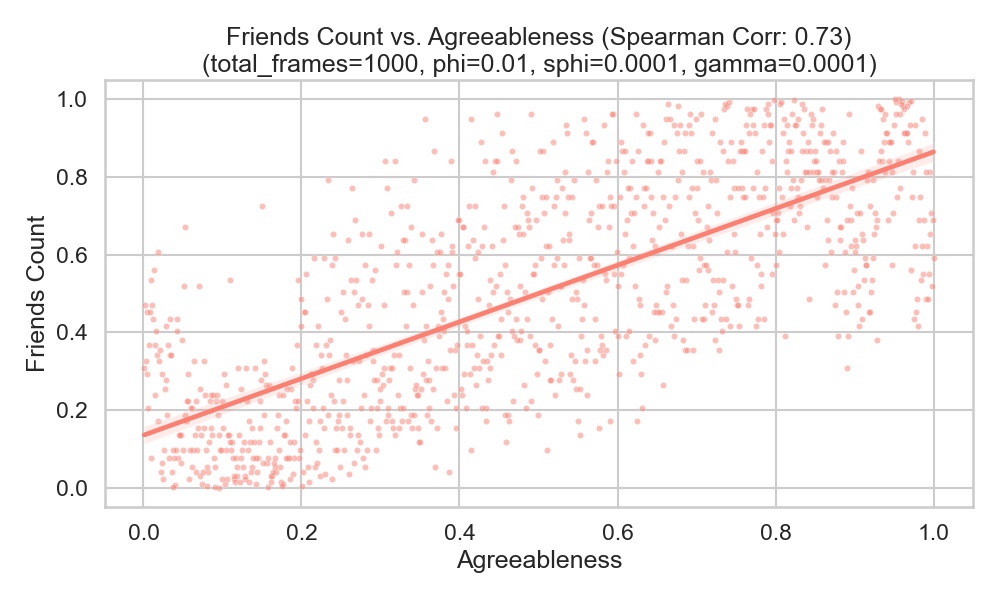 Friends Count vs. Agreeableness (Spearman Corr: 0.73)
(total_frames=1000, phi=0.01, sphi=0.0001, gamma=0.0001)
1.0
0.8
0.6
0.4
0.2
0.0
Friends Count
0.0 0.2 0.4 0.6 0.8 1.0
Agreeableness